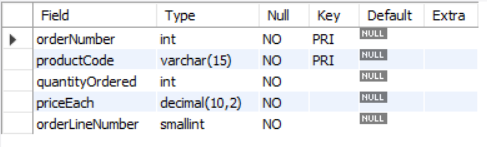 Field Type Null Key Default Extra
orderNumber int NO PRI NULL
productCode varchar(15) NO PRI NULL
quantityOrdered int NO NULL
priceEach decimal(10,2) NO NULL
orderLineNumber smallint NO NULL